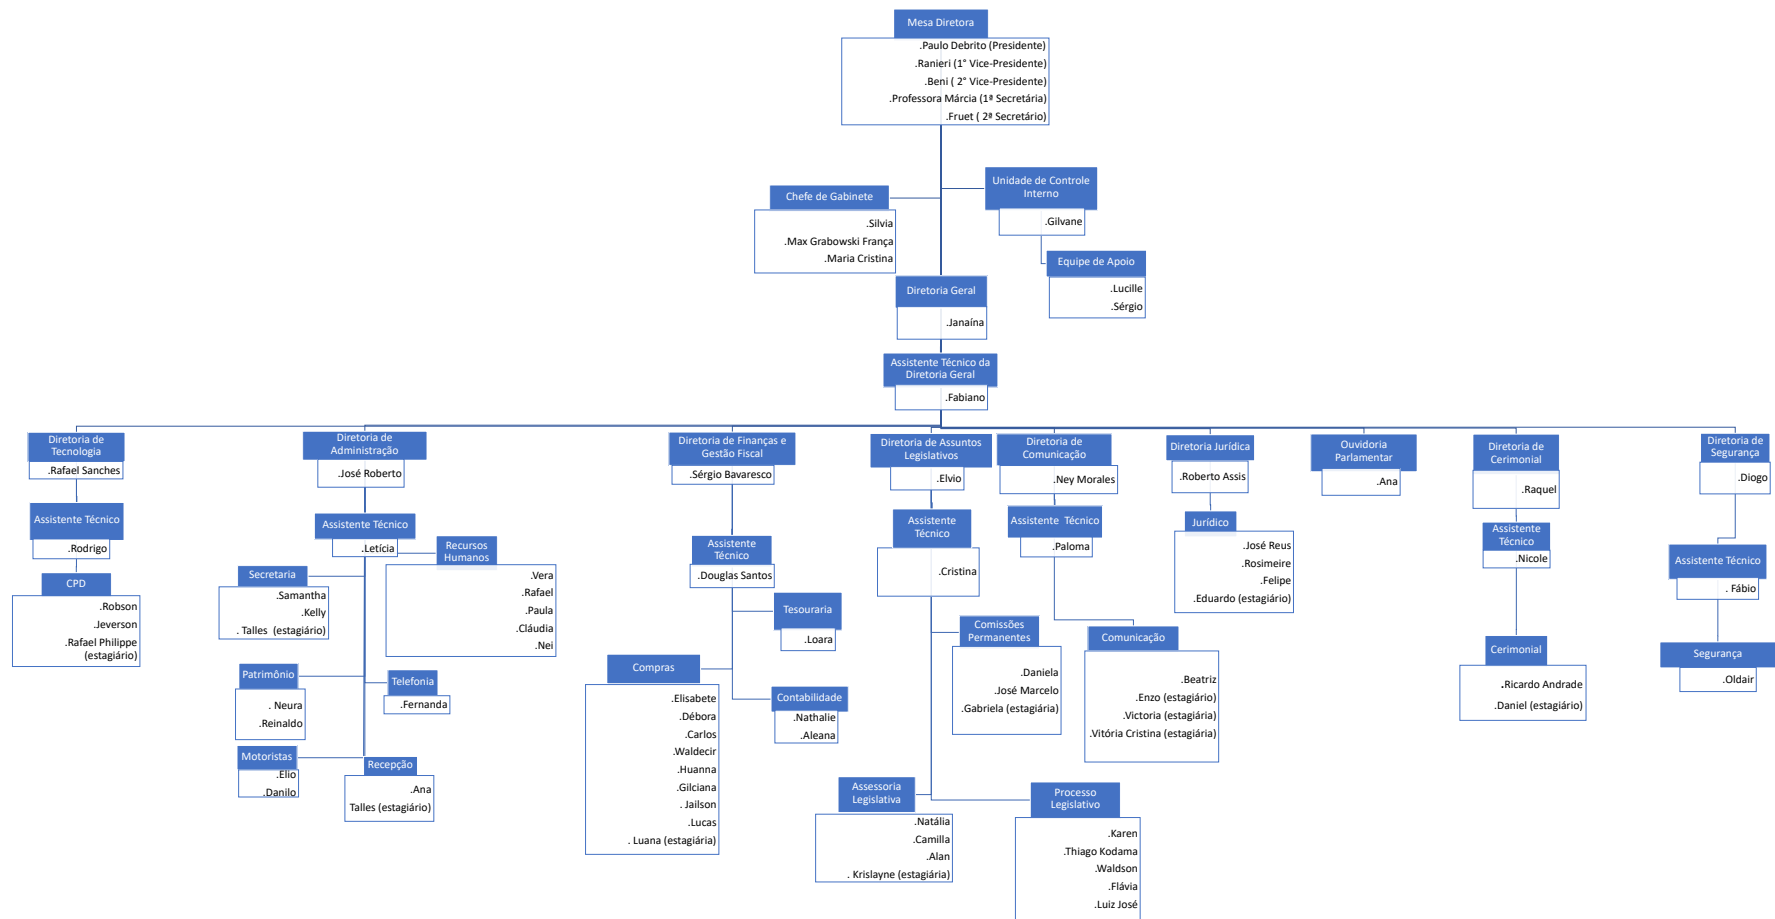 Mesa Diretora
.Paulo Debrito (Presidente)
.Ranieri (1° Vice-Presidente)
.Beni ( 2° Vice-Presidente)
.Professora Márcia (1ª Secretária)
.Fruet ( 2ª Secretário)
Chefe de Gabinete
.Silvia
.Max Grabowski França
.Maria Cristina
Unidade de Controle
Interno
.Gilvane
Equipe de Apoio
.Lucille
.Sérgio
Diretoria Geral
.Janaína
Assistente Técnico da
Diretoria Geral
.Fabiano
Diretoria de
Tecnologia
.Rafael Sanches
Assistente Técnico
.Rodrigo
CPD
.Robson
.Jeverson
.Rafael Philippe
(estagiário)
Diretoria de
Administração
.José Roberto
Assistente Técnico
.Letícia
Recursos
Humanos
.Vera
.Rafael
.Paula
.Cláudia
.Nei
Secretaria
.Samantha
.Kelly
. Talles  (estagiário)
Patrimônio
. Neura
.Reinaldo
Telefonia
.Fernanda
Motoristas
.Elio
.Danilo
Recepção
.Ana
Talles (estagiário)
Diretoria de Finanças e
Gestão Fiscal
.Sérgio Bavaresco
Assistente
Técnico
.Douglas Santos
Tesouraria
.Loara
Compras
.Elisabete
.Débora
.Carlos
.Waldecir
.Huanna
.Gilciana
. Jailson
.Lucas
. Luana (estagiária)
Contabilidade
.Nathalie
.Aleana
Diretoria de Assuntos
Legislativos
.Elvio
Assistente
Técnico
.Cristina
Comissões
Permanentes
.Daniela
.José Marcelo
.Gabriela (estagiária)
Assessoria
Legislativa
.Natália
.Camilla
.Alan
. Krislayne (estagiária)
Processo
Legislativo
.Karen
.Thiago Kodama
.Waldson
.Flávia
.Luiz José
Diretoria de
Comunicação
.Ney Morales
Assistente  Técnico
.Paloma
Comunicação
.Beatriz
.Enzo (estagiário)
.Victoria (estagiária)
.Vitória Cristina (estagiária)
Diretoria Jurídica
.Roberto Assis
Jurídico
.José Reus
.Rosimeire
.Felipe
.Eduardo (estagiário)
Ouvidoria
Parlamentar
.Ana
Diretoria de
Cerimonial
.Raquel
Assistente
Técnico
.Nicole
Cerimonial
.Ricardo Andrade
.Daniel (estagiário)
Diretoria de
Segurança
.Diogo
Assistente Técnico
. Fábio
Segurança
.Oldair